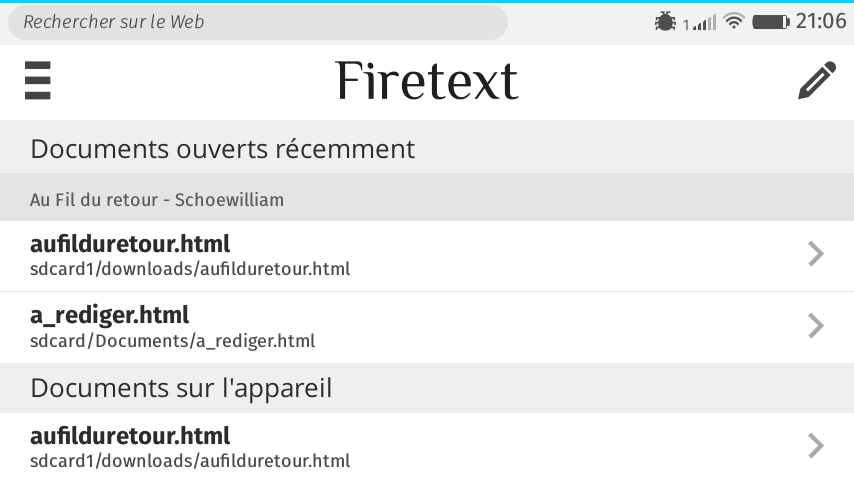 Rechercher sur le Web
1 21:06
Firetext
Documents ouverts récemment
Au Fil du retour - Schoewilliam
aufilduretour.html
sdcard1/downloads/aufilduretour.html
a_rediger.html
sdcard/Documents/a_rediger.html
Documents sur l'appareil
aufilduretour.html
sdcard1/downloads/aufilduretour.html